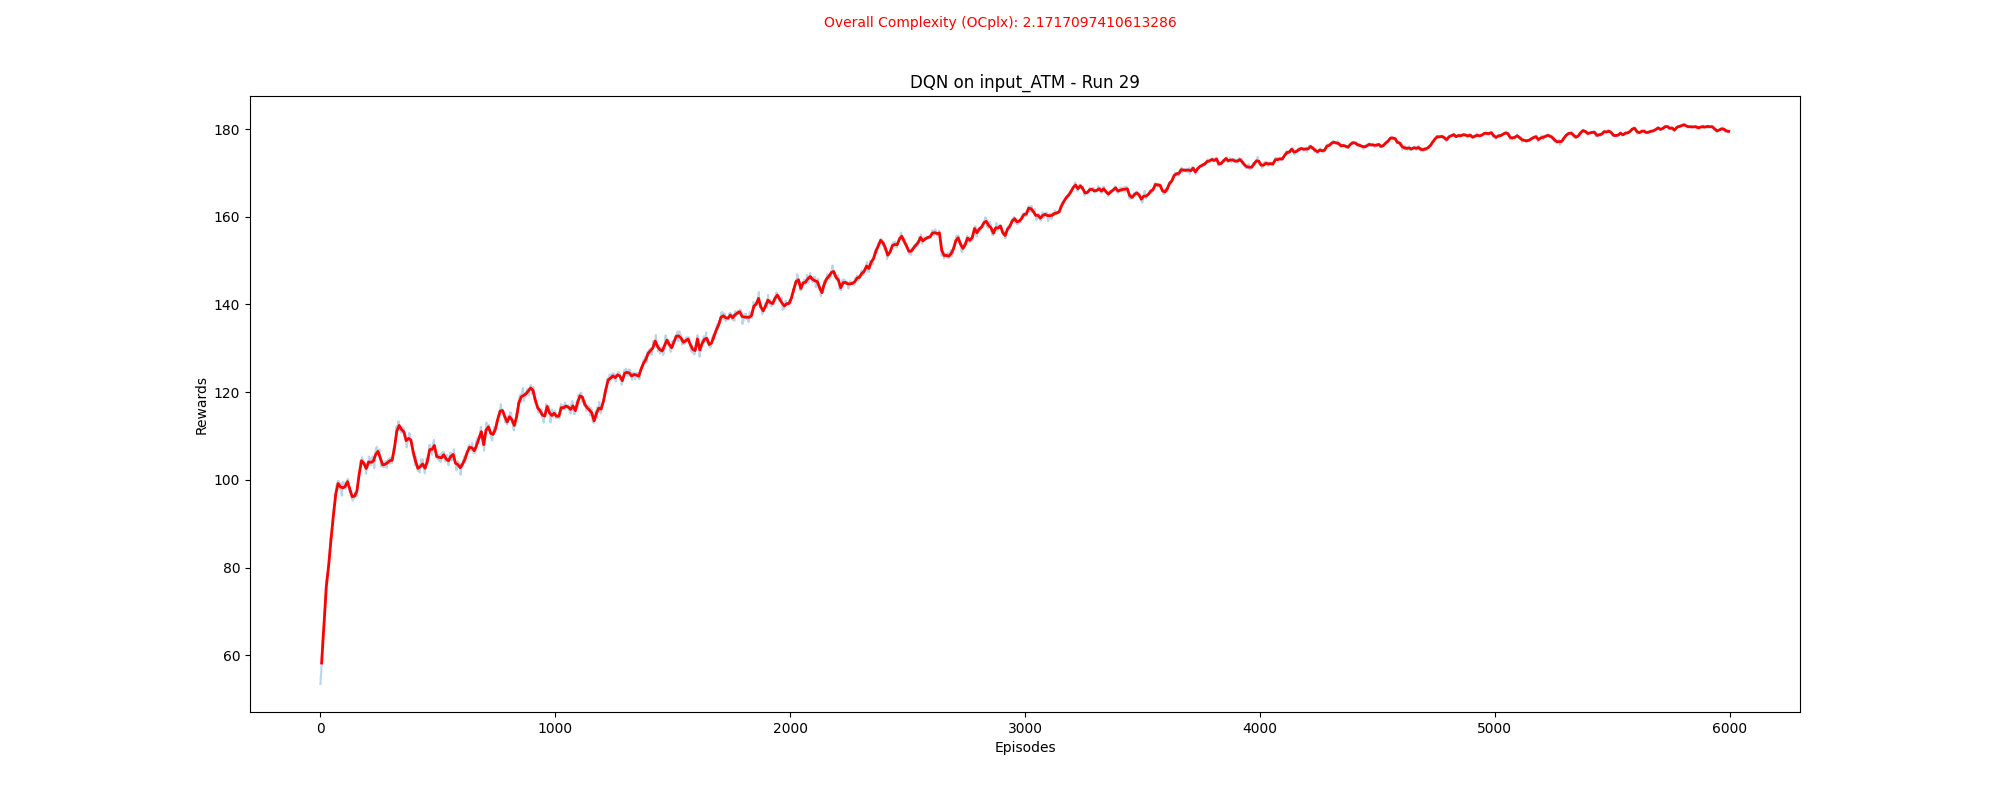 Overall Complexity (OCplx): 2.1717097410613286
DQN on input_ATM - Run 29
180
160
140
120
100
80
60
Rewards
0 1000 2000 3000 4000 5000 6000
Episodes